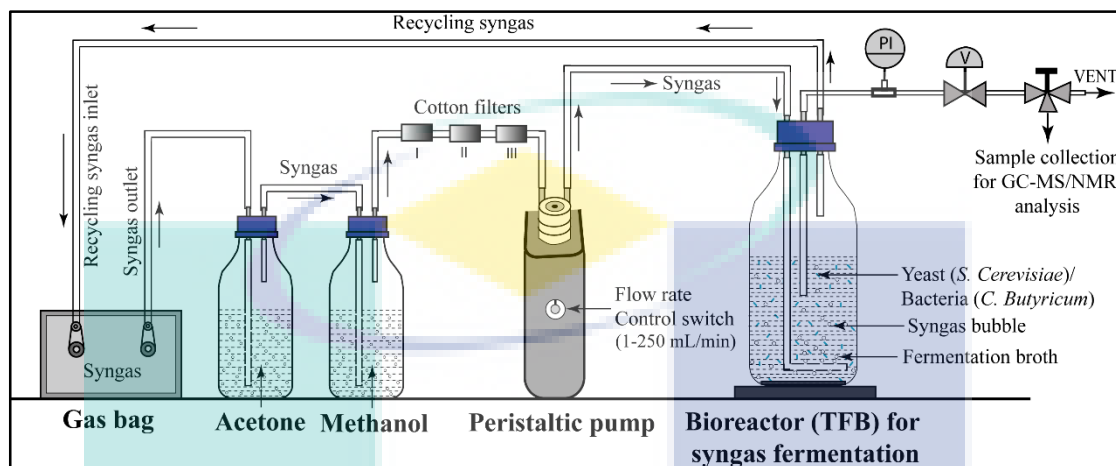 Recycling syngas
PI
V
VENT
Syngas
Cotton filters
I
II
III
Sample collection
for GC-MS/NMR
analysis
Recycling syngas inlet
Syngas outlet
Syngas
Yeast (S. Cerevisiae)/
Bacteria (C. Butyricum)
Flow rate
Control switch
(1-250 mL/min)
Syngas bubble
Fermentation broth
Syngas
Gas bag
Acetone
Methanol
Peristaltic pump
Bioreactor (TFB) for
syngas fermentation